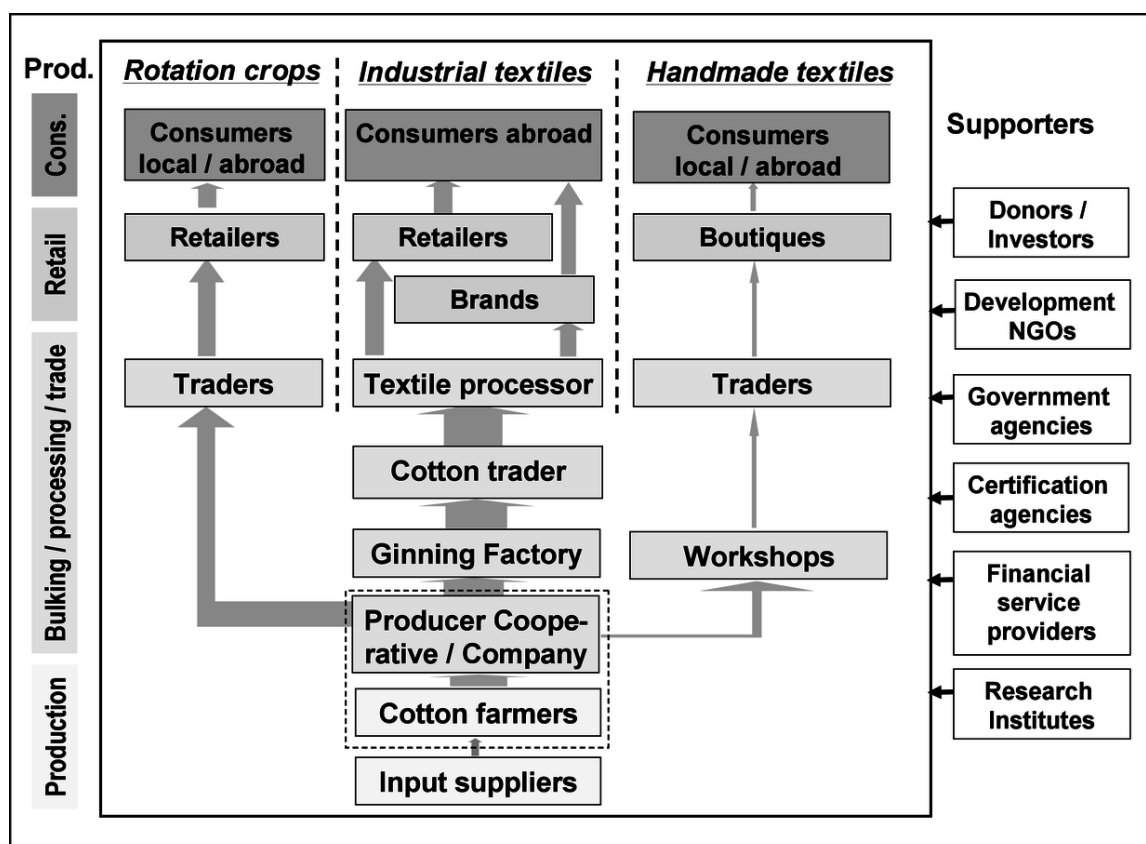 Prod.
Rotation crops
Industrial textiles
Handmade textiles
Supporters
Cons.
Retail
Bulking / processing / trade
Production
Consumers
local / abroad
Retailers
Traders
Consumers abroad
Retailers
Brands
Textile processor
Cotton trader
Ginning Factory
Producer Coope-
rative / Company
Cotton farmers
Input suppliers
Consumers
local / abroad
Boutiques
Traders
Workshops
Donors /
Investors
Development
NGOs
Government
agencies
Certification
agencies
Financial
service
providers
Research
Institutes